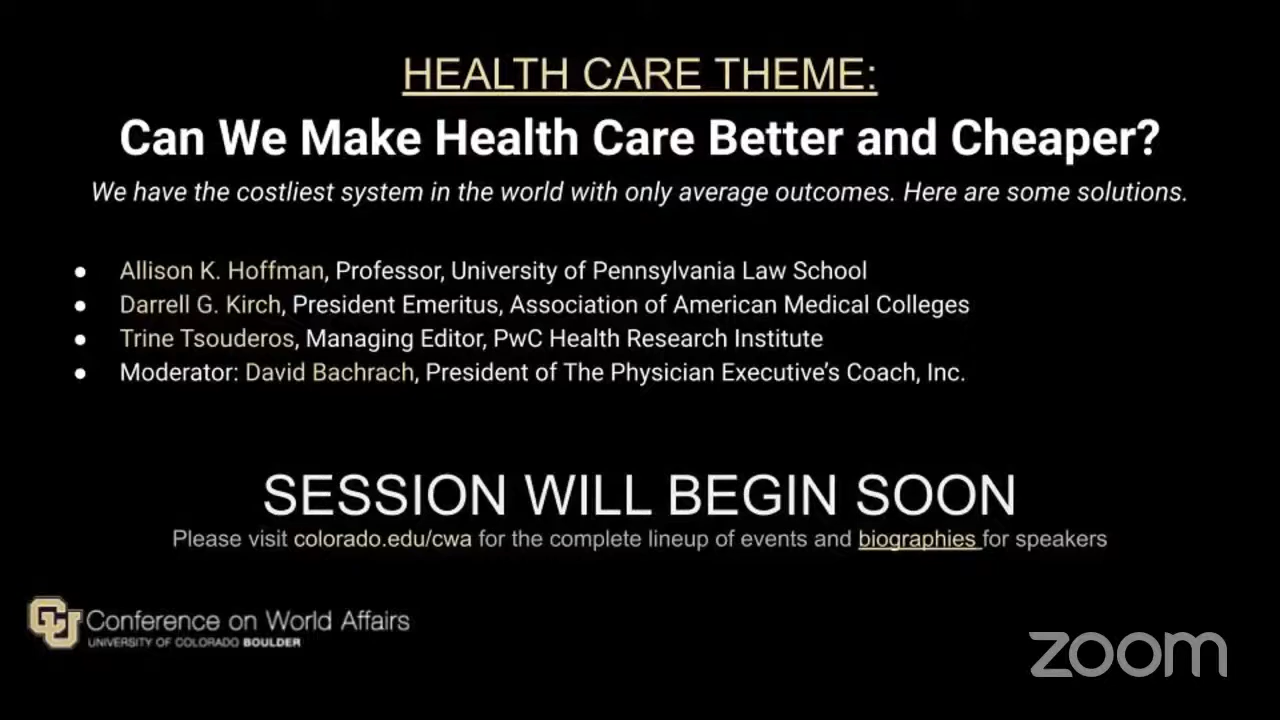 HEALTH CARE THEME:
Can We Make Health Care Better and Cheaper?
We have the costliest system in the world with only average outcomes. Here are some solutions.
● Allison K. Hoffman, Professor, University of Pennsylvania Law School
● Darrell G. Kirch, President Emeritus, Association of American Medical Colleges
● Trine Tsouderos, Managing Editor, PwC Health Research Institute
● Moderator: David Bachrach, President of The Physician Executive's Coach, Inc.
SESSION WILL BEGIN SOON
Please visit colorado.edu/cwa for the complete lineup of events and biographies for speakers
CU Conference on World Affairs
UNIVERSITY OF COLORADO BOULDER
zoom